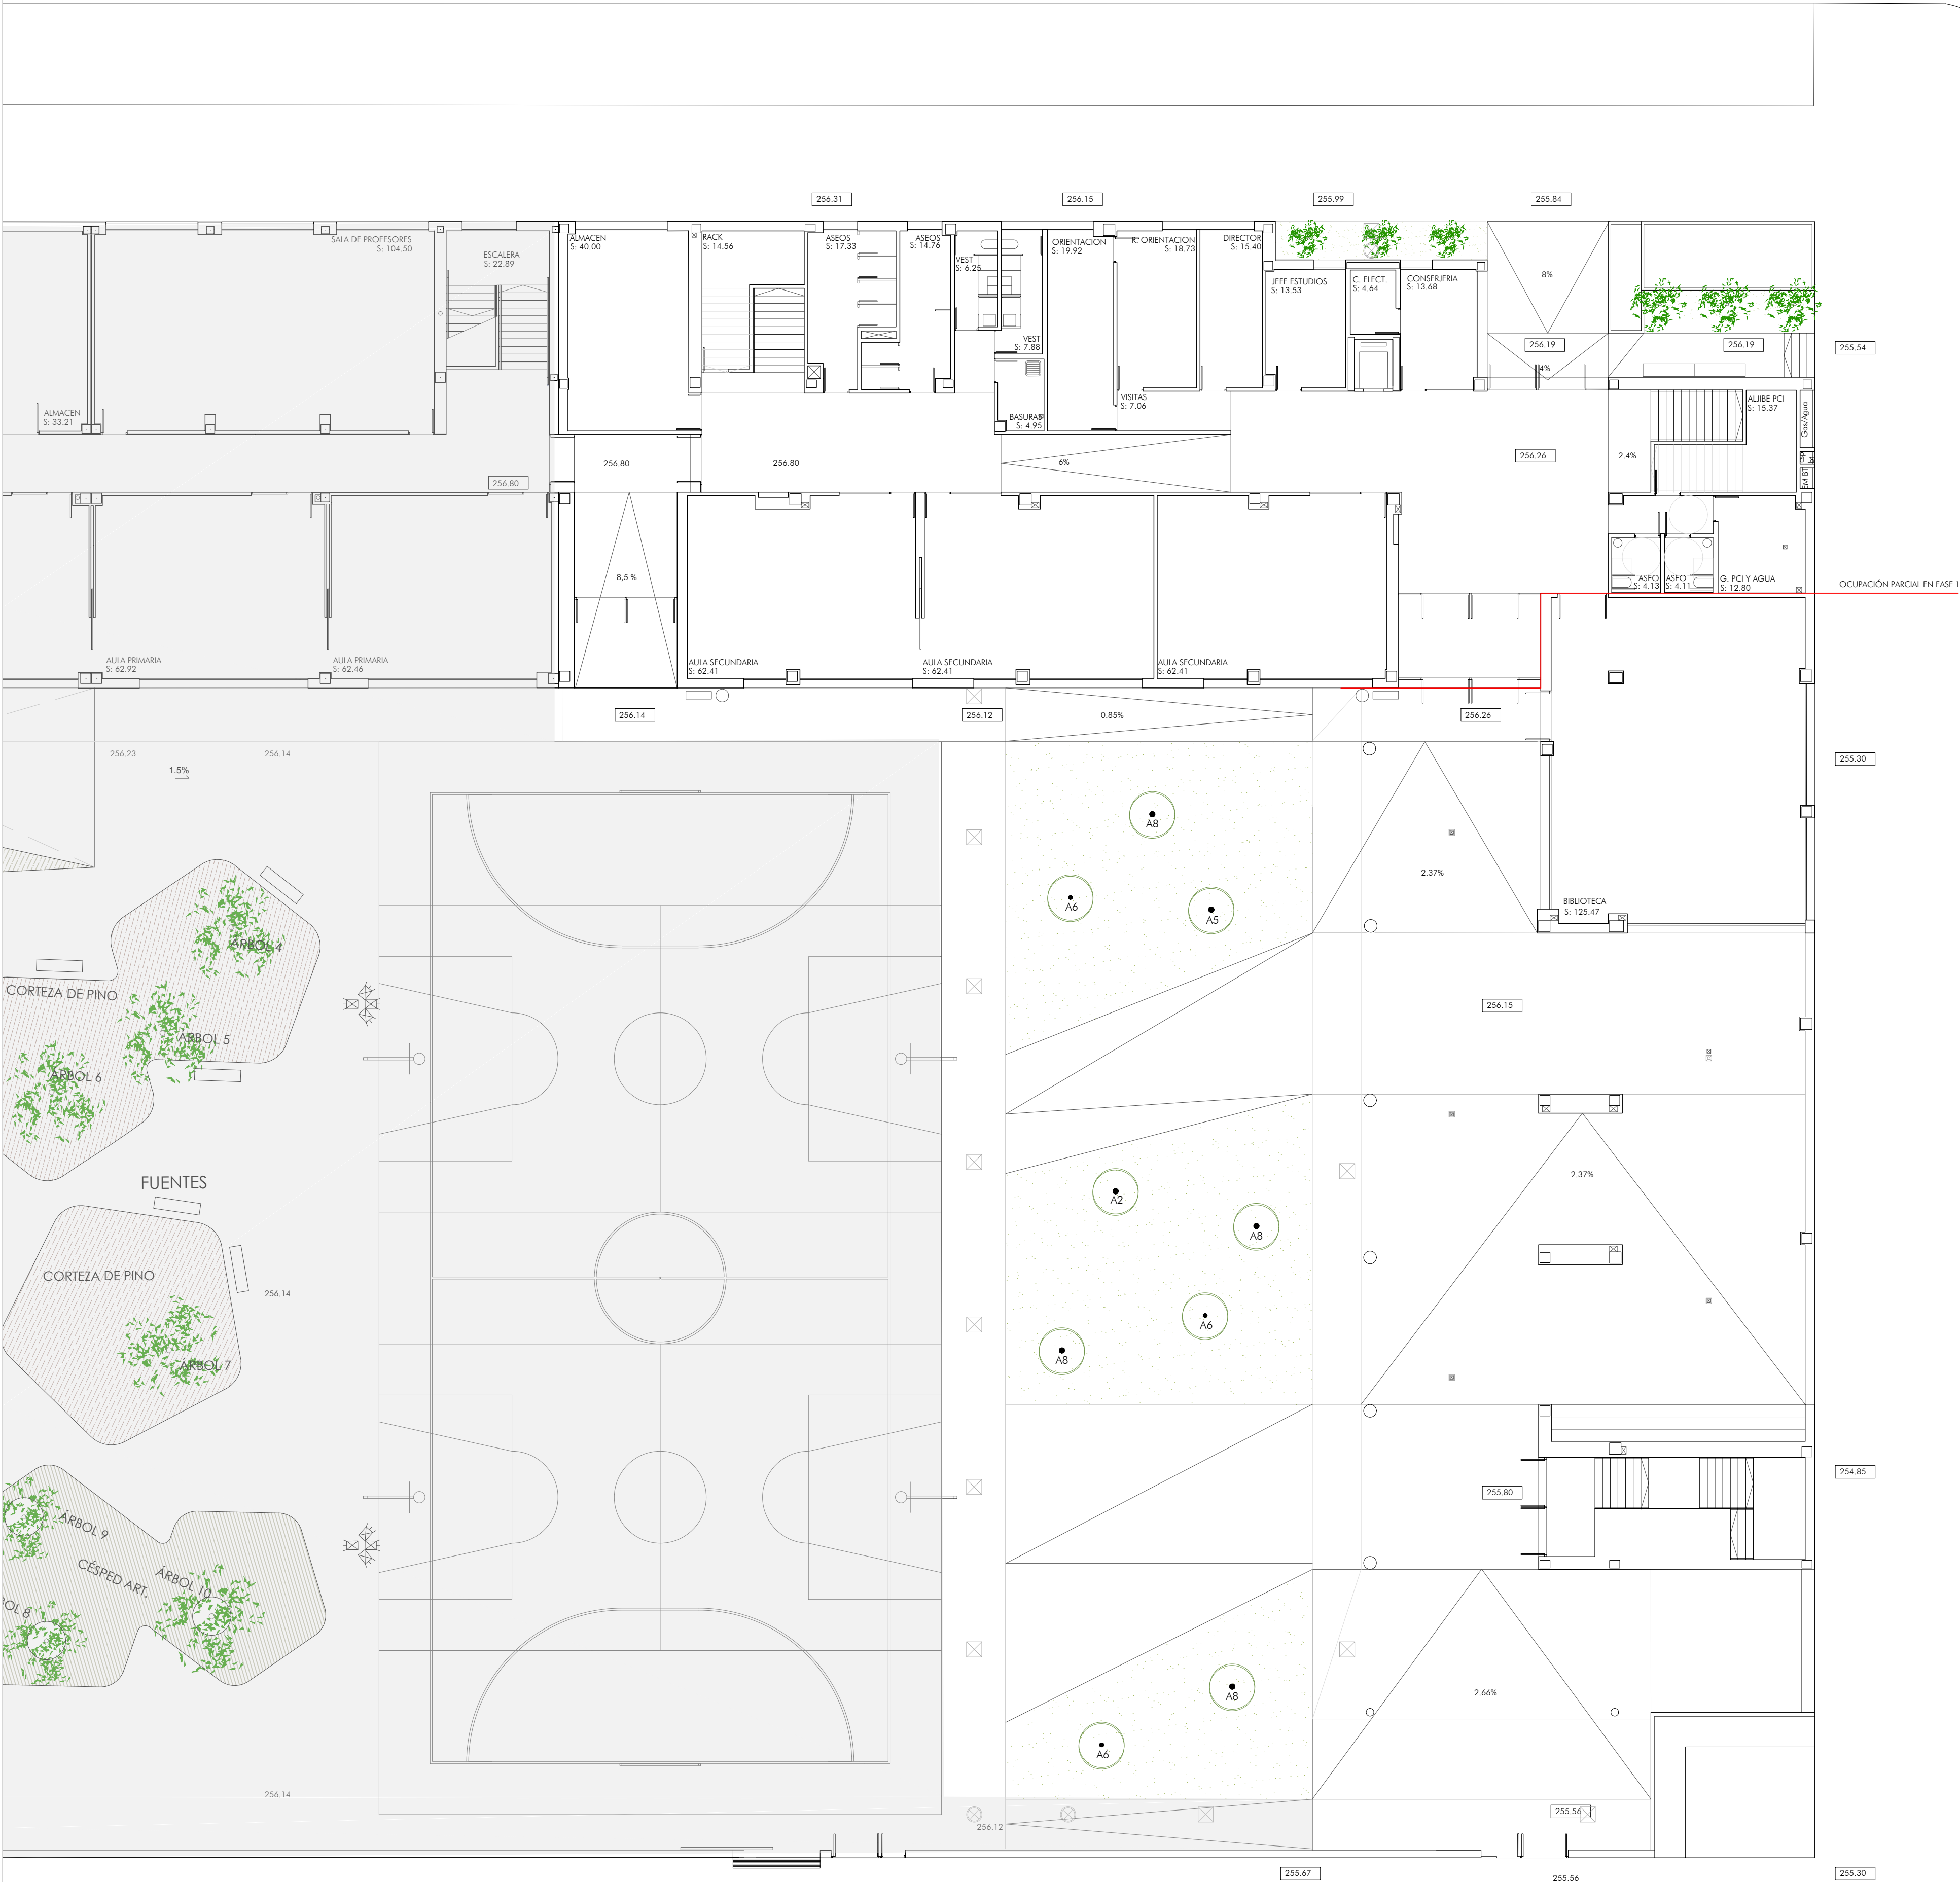 256.31
256.15
255.99
255.84
SALA DE PROFESORES
S: 104.50
ESCALERA
S: 22.89
ALMACEN
S: 40.00
RACK
S: 14.56
ASEOS
S: 17.33
ASEOS
S: 14.76
VEST
S: 6.25
ORIENTACION
S: 19.92
R. ORIENTACION
S: 18.73
DIRECTOR
S: 15.40
JEFE ESTUDIOS
S: 13.53
C. ELECT.
S: 4.64
CONSERJERIA
S: 13.68
8%
VEST
S: 7.88
256.19
256.19
255.54
4%
ALMACEN
S: 33.21
BASURAS
S: 4.95
VISITAS
S: 7.06
ALJIBE PCI
S: 15.37
Gas/Agua
256.80
256.80
6%
256.26
2.4%
EM BT
256.80
8,5 %
ASEO
S: 4.13
ASEO
S: 4.11
G. PCI Y AGUA
S: 12.80
OCUPACIÓN PARCIAL EN FASE 1
AULA PRIMARIA
S: 62.92
AULA PRIMARIA
S: 62.46
AULA SECUNDARIA
S: 62.41
AULA SECUNDARIA
S: 62.41
AULA SECUNDARIA
S: 62.41
256.14
256.12
0.85%
256.26
256.23
256.14
1.5%
255.30
A8
2.37%
A6
A5
BIBLIOTECA
S: 125.47
ÁRBOL 4
CORTEZA DE PINO
256.15
ÁRBOL 5
ÁRBOL 6
FUENTES
2.37%
A2
A8
CORTEZA DE PINO
256.14
A6
A8
ÁRBOL 7
254.85
255.80
ÁRBOL 9
CÉSPED ART.
ÁRBOL 10
OL 8
A8
2.66%
A6
256.14
255.56
256.12
255.67
255.56
255.30